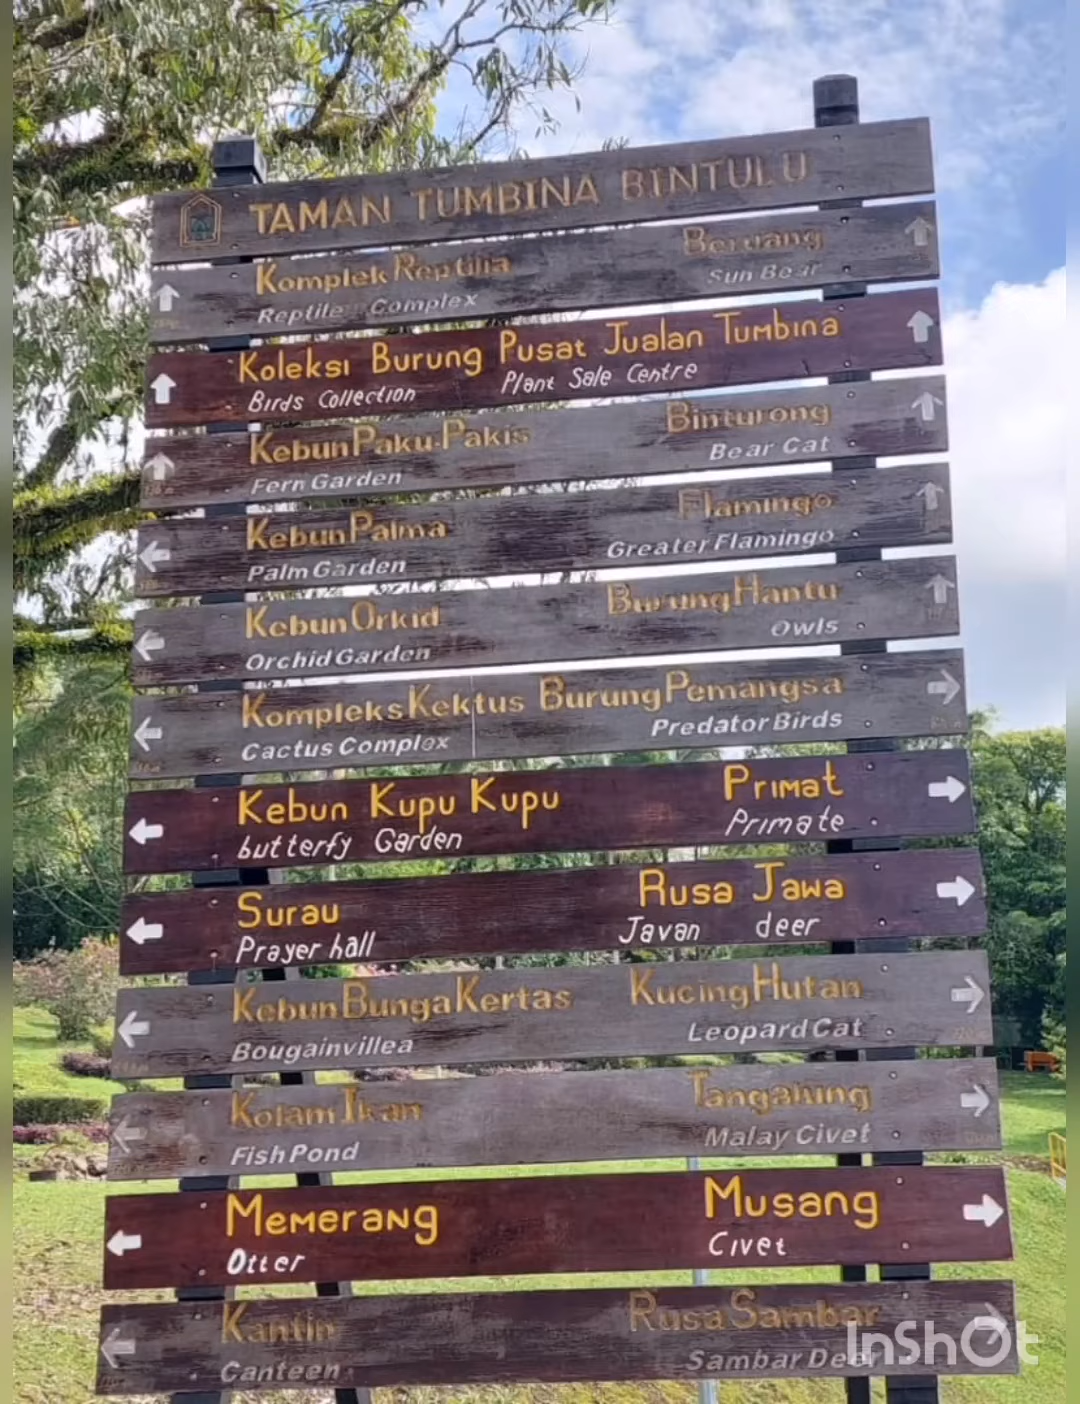 TAMAN TUMBINA BINTULU
Komplek Reptilia
Reptile Complex
Beruang
Sun Bear
Koleksi Burung
Birds Collection
Pusat Jualan Tumbina
Plant Sale Centre
Kebun Paku-Pakis
Fern Garden
Binturong
Bear Cat
Kebun Palma
Palm Garden
Flamingo
Greater Flamingo
Kebun Orkid
Orchid Garden
Burung Hantu
Owls
Kompleks Kektus
Cactus Complex
Burung Pemangsa
Predator Birds
Kebun Kupu Kupu
butterfy Garden
Primat
Primate
Surau
Prayer hall
Rusa Jawa
Javan deer
Kebun Bunga Kertas
Bougainvillea
Kucing Hutan
Leopard Cat
Kolam Ikan
Fish Pond
Tangalung
Malay Civet
Memerang
Otter
Musang
Civet
Kantin
Canteen
Rusa Sambar
Sambar Deer
InShOt